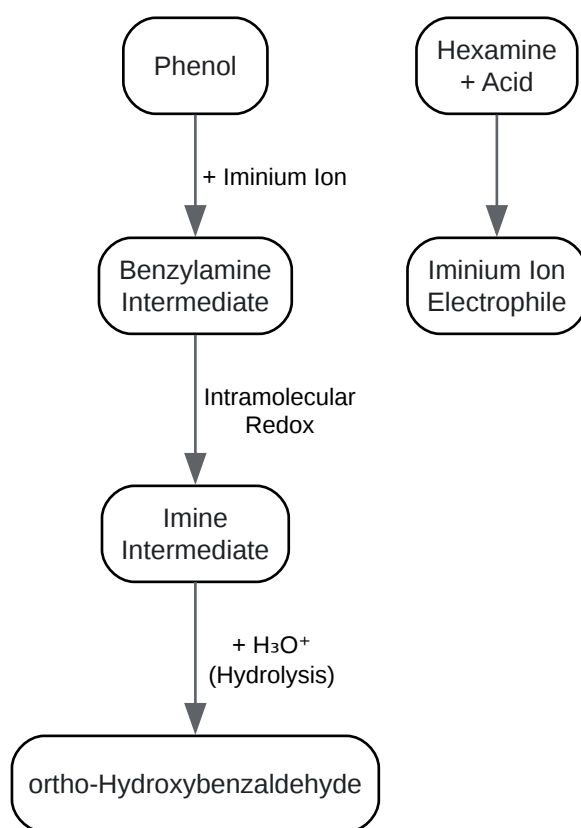 Phenol
Hexamine
+ Acid
+ Iminium Ion
Benzylamine
Intermediate
Iminium Ion
Electrophile
Intramolecular
Redox
Imine
Intermediate
+ H₃O⁺
(Hydrolysis)
ortho-Hydroxybenzaldehyde